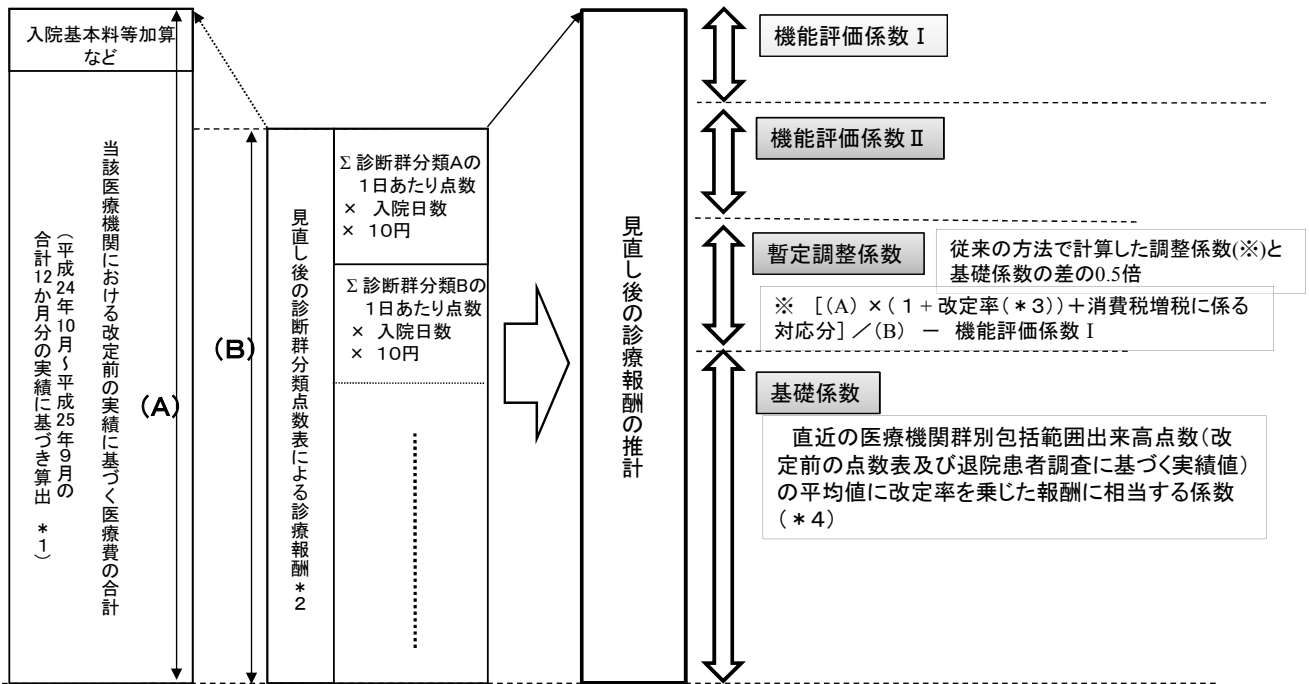 入院基本料等加算
など
当該医療機関における改定前の実績に基づく医療費の合計
(平成24年10月～平成25年9月の
合計12か月分の実績に基づき算出 *1)
(A)
(B)
見直し後の診断群分類点数表による診療報酬*2
Σ 診断群分類Aの
1日あたり点数
× 入院日数
× 10円
Σ 診断群分類Bの
1日あたり点数
× 入院日数
× 10円
見直し後の診療報酬の推計
機能評価係数Ⅰ
機能評価係数Ⅱ
暫定調整係数
従来の方法で計算した調整係数(※)と
基礎係数の差の0.5倍
※ [(A) ×(1+改定率(*3))+消費税増税に係る
対応分] /(B) － 機能評価係数Ⅰ
基礎係数
直近の医療機関群別包括範囲出来高点数(改
定前の点数表及び退院患者調査に基づく実績値)
の平均値に改定率を乗じた報酬に相当する係数
(*4)